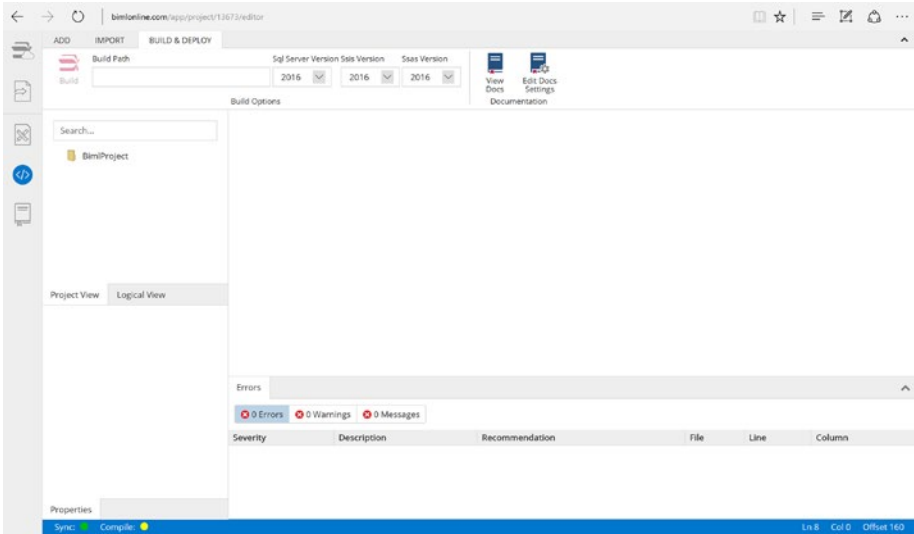 bimlonline.com/app/project/13673/editor
ADD IMPORT BUILD & DEPLOY
Build Path Sql Server Version Ssis Version Ssas Version
Build 2016 2016 2016 View Docs Edit Docs Settings
Build Options Documentation
Search...
BimlProject
Project View Logical View
Errors
0 Errors 0 Warnings 0 Messages
Severity Description Recommendation File Line Column
Properties
Sync: Compile: Ln 8 Col 0 Offset 160